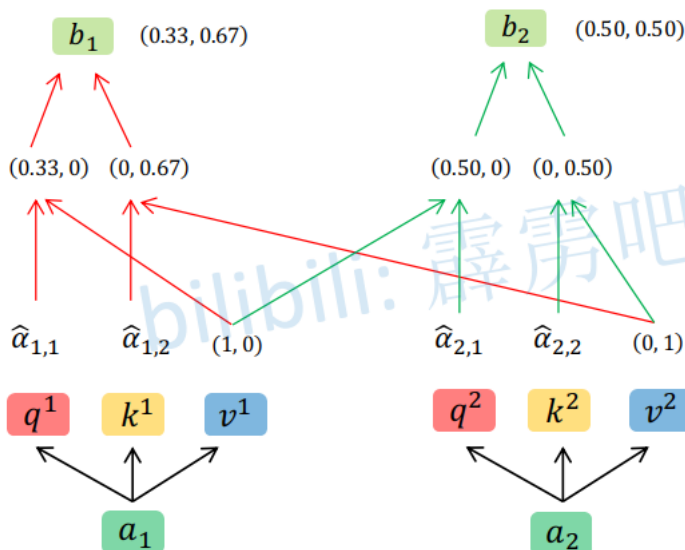 b₁ (0.33, 0.67) b₂ (0.50, 0.50)
(0.33, 0) (0, 0.67) (0.50, 0) (0, 0.50)
bilibili: 霹雳吧
α̂₁,₁ α̂₁,₂ (1, 0) α̂₂,₁ α̂₂,₂ (0, 1)
q¹ k¹ v¹ q² k² v²
a₁ a₂